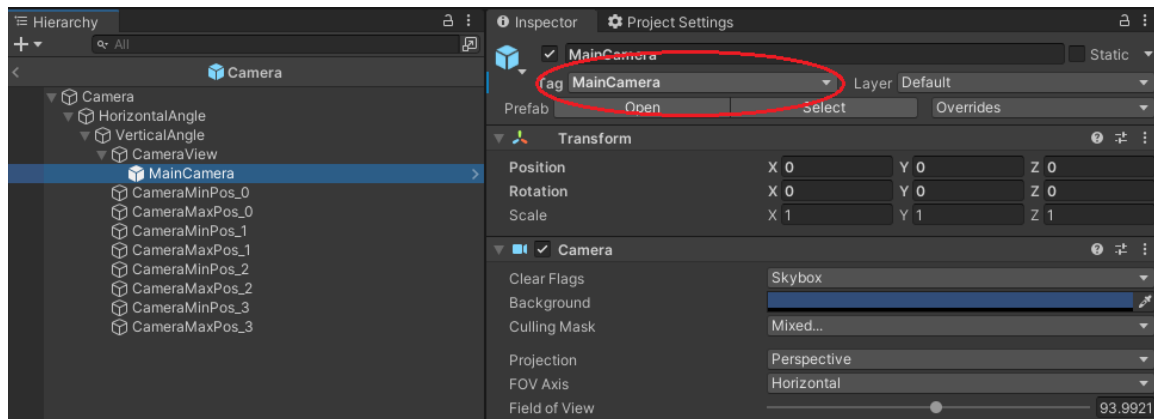 Hierarchy
All
Camera
Camera
HorizontalAngle
VerticalAngle
CameraView
MainCamera
CameraMinPos_0
CameraMaxPos_0
CameraMinPos_1
CameraMaxPos_1
CameraMinPos_2
CameraMaxPos_2
CameraMinPos_3
CameraMaxPos_3
Inspector Project Settings
MainCamera Static
Tag MainCamera Layer Default
Prefab Open Select Overrides
Transform
Position X 0 Y 0 Z 0
Rotation X 0 Y 0 Z 0
Scale X 1 Y 1 Z 1
Camera
Clear Flags Skybox
Background
Culling Mask Mixed...
Projection Perspective
FOV Axis Horizontal
Field of View 93.9921